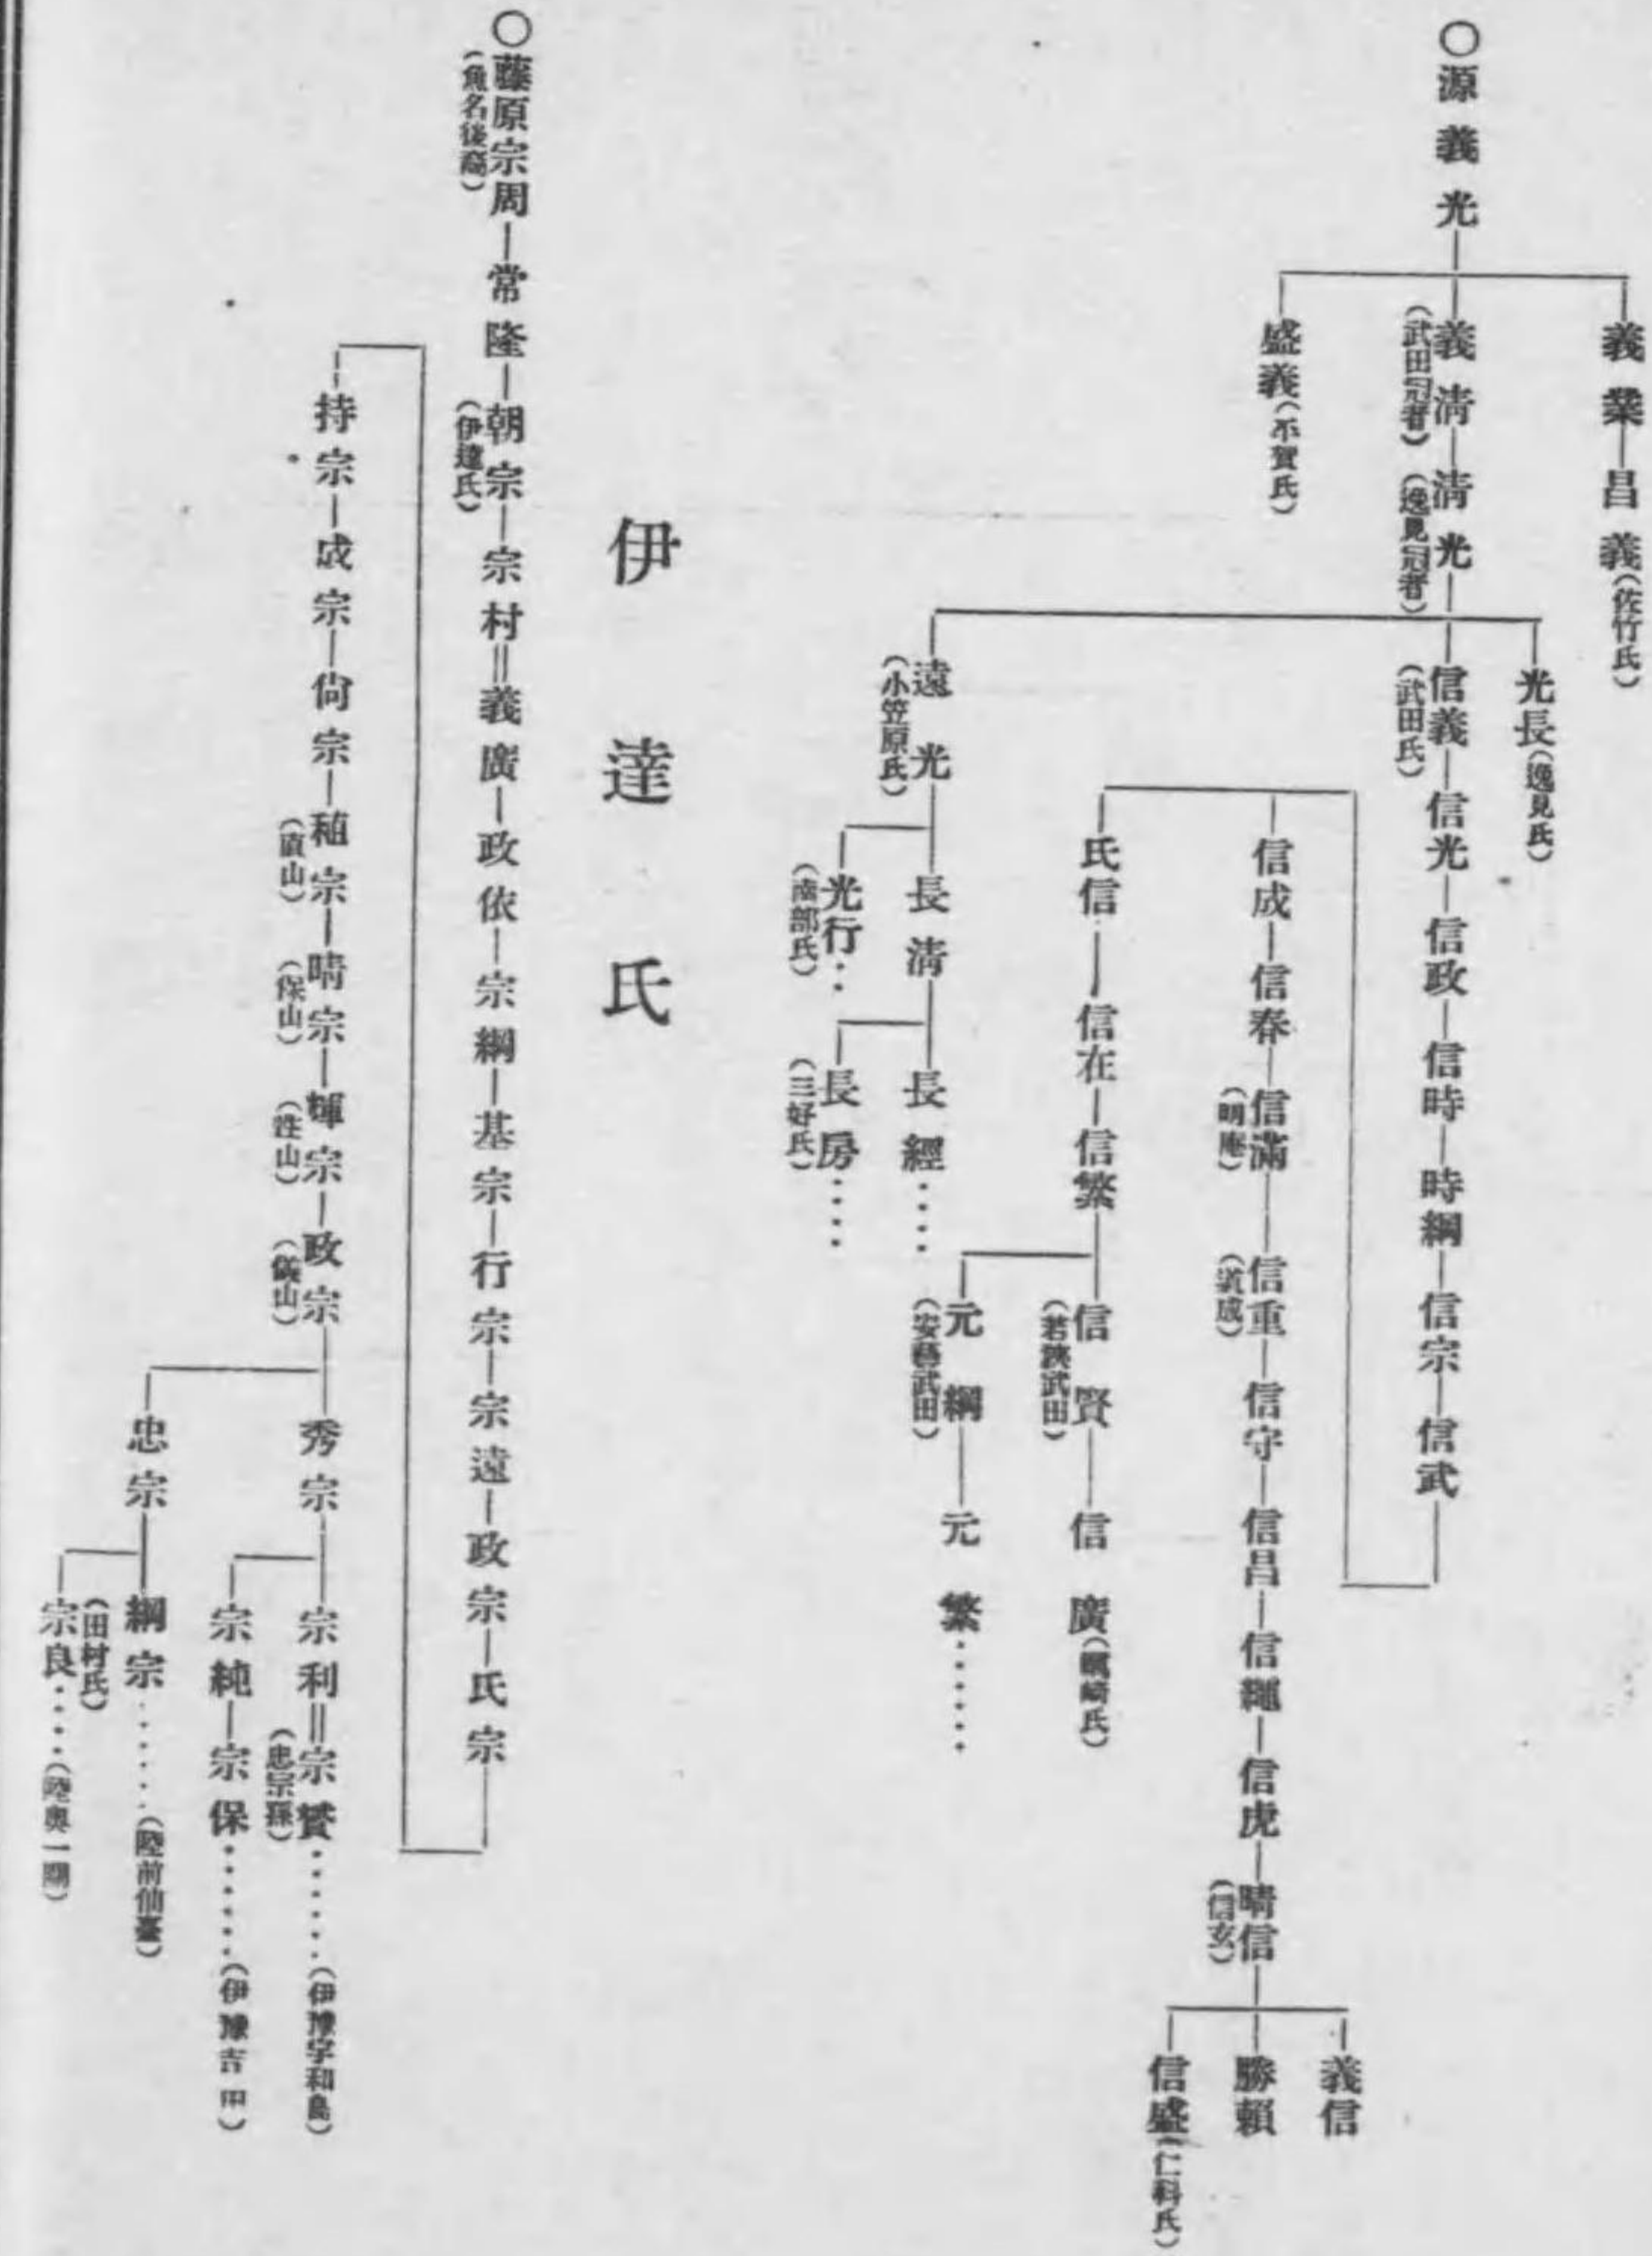 〇源義光
義業―昌義（佐竹氏）
義淸―淸光
（武田冠者）（逸見冠者）
盛義（平賀氏）
光長（逸見氏）
信義―信光―信政―信時―時綱―信宗―信武
（武田氏）
遠光
（小笠原氏）
信成―信春―信滿―信重―信守―信昌―信繩―信虎―晴信
（明庵）
（信玄）
義信
勝賴
信盛（仁科氏）
氏信―信在―信繁
信賢―信廣（蠣崎氏）
（若狹武田）
元綱―元繁‥‥‥
（安藝武田）
長淸
長經‥‥
光行‥
（南部氏）
長房‥‥
（三好氏）
伊達氏
〇藤原宗周―常隆―朝宗―宗村＝義廣―政依―宗綱―基宗―行宗―宗遠―政宗―氏宗
（魚名後裔）
（伊達氏）
持宗―成宗―尙宗―稙宗―晴宗―輝宗―政宗
（直山）
（保山）
（性山）
（儀山）
秀宗
宗利＝宗贇‥‥‥（伊豫宇和島）
（忠宗孫）
宗純―宗保‥‥‥（伊豫吉田）
忠宗
綱宗‥‥‥（陸前仙臺）
（田村氏）
宗良‥‥（陸奥一關）